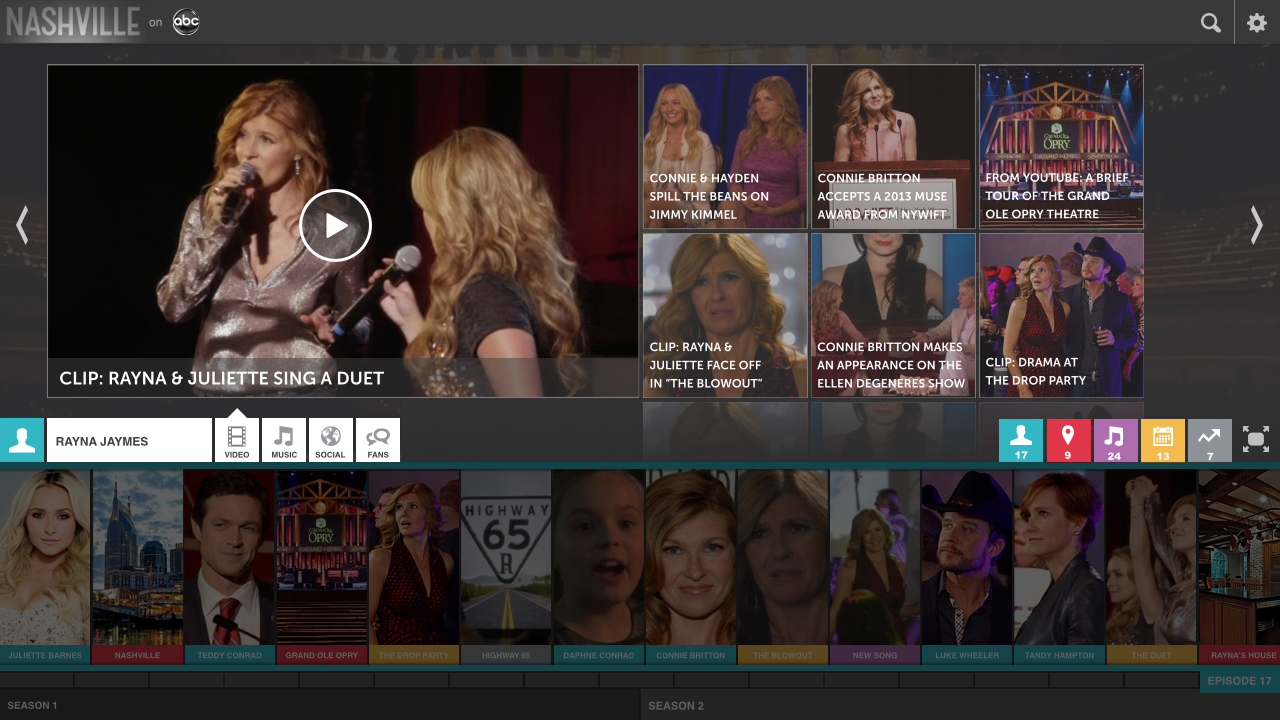 NASHVILLE on abc
CONNIE & HAYDEN
SPILL THE BEANS ON
JIMMY KIMMEL
CONNIE BRITTON
ACCEPTS A 2013 MUSE
AWARD FROM NYWIFT
GRAND OLE
OPRY
FROM YOUTUBE: A BRIEF
TOUR OF THE GRAND
OLE OPRY THEATRE
CLIP: RAYNA & JULIETTE SING A DUET
CLIP: RAYNA &
JULIETTE FACE OFF
IN "THE BLOWOUT"
CONNIE BRITTON MAKES
AN APPEARANCE ON THE
ELLEN DEGENERES SHOW
CLIP: DRAMA AT
THE DROP PARTY
RAYNA JAYMES
VIDEO
MUSIC
SOCIAL
FANS
17
9
24
13
7
OPRY
HIGHWAY
65
R
JULIETTE BARNES
NASHVILLE
TEDDY CONRAD
GRAND OLE OPRY
THE DROP PARTY
HIGHWAY 65
DAPHNE CONRAD
CONNIE BRITTON
THE BLOWOUT
NEW SONG
LUKE WHEELER
TANDY HAMPTON
THE DUET
RAYNA'S HOUSE
EPISODE 17
SEASON 1
SEASON 2